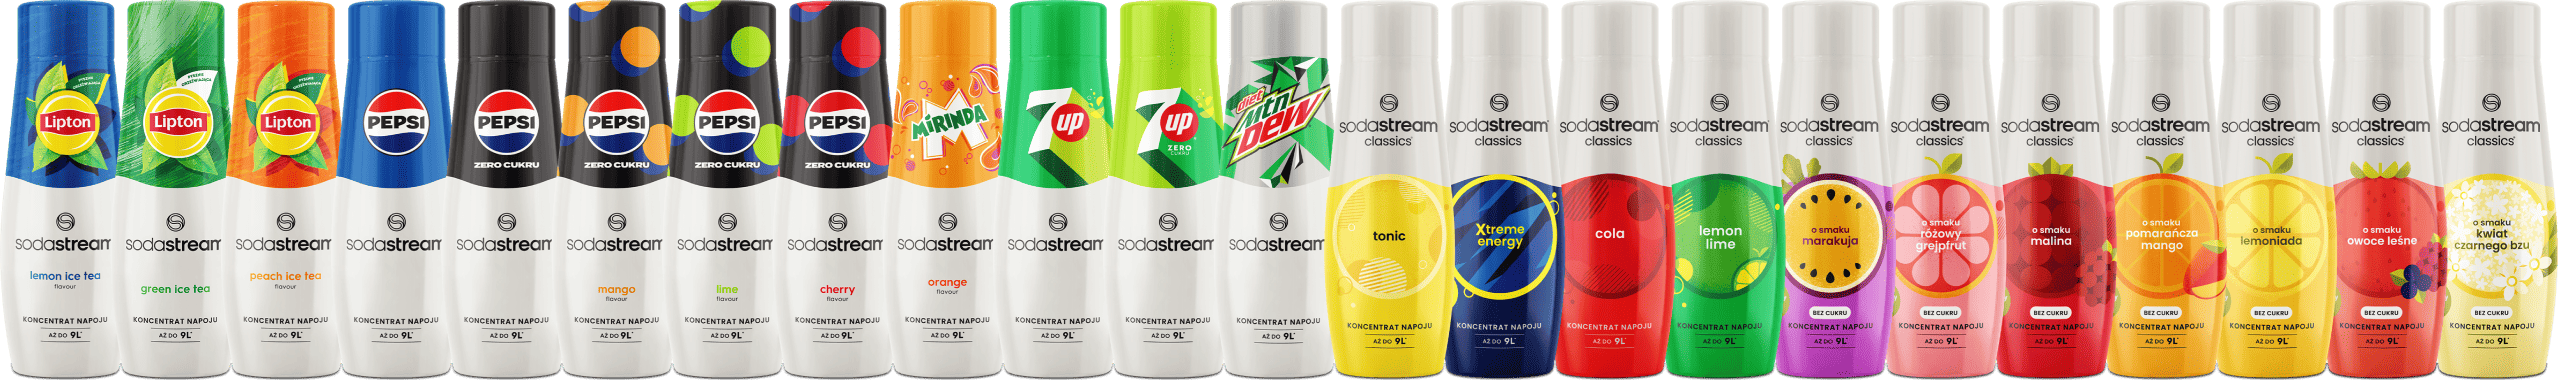 PYSZNIE
ORZEŹWIAJĄCA
Lipton
sodastream
lemon ice tea
flavour
KONCENTRAT NAPOJU
AŻ DO 9L*
PYSZNIE
ORZEŹWIAJĄCA
Lipton
sodastream
green ice tea
KONCENTRAT NAPOJU
AŻ DO 9L*
PYSZNIE
ORZEŹWIAJĄCA
Lipton
sodastream
peach ice tea
flavour
KONCENTRAT NAPOJU
AŻ DO 9L*
PEPSI
sodastream
KONCENTRAT NAPOJU
AŻ DO 9L*
PEPSI
ZERO CUKRU
sodastream
KONCENTRAT NAPOJU
AŻ DO 9L*
PEPSI
ZERO CUKRU
sodastream
mango
flavour
KONCENTRAT NAPOJU
AŻ DO 9L*
PEPSI
ZERO CUKRU
sodastream
lime
flavour
KONCENTRAT NAPOJU
AŻ DO 9L*
PEPSI
ZERO CUKRU
sodastream
cherry
flavour
KONCENTRAT NAPOJU
AŻ DO 9L*
M
MIRINDA
sodastream
orange
flavour
KONCENTRAT NAPOJU
AŻ DO 9L*
7up
sodastream
KONCENTRAT NAPOJU
AŻ DO 9L*
7up
ZERO
CUKRU
sodastream
KONCENTRAT NAPOJU
AŻ DO 9L*
diet
Mtn
DEW
sodastream
KONCENTRAT NAPOJU
AŻ DO 9L*
sodastream
classics
tonic
KONCENTRAT NAPOJU
AŻ DO 9L*
sodastream
classics
Xtreme
energy
KONCENTRAT NAPOJU
AŻ DO 9L*
sodastream
classics
cola
KONCENTRAT NAPOJU
AŻ DO 9L*
sodastream
classics
lemon
lime
KONCENTRAT NAPOJU
AŻ DO 9L*
sodastream
classics
o smaku
marakuja
BEZ CUKRU
KONCENTRAT NAPOJU
AŻ DO 9L*
sodastream
classics
o smaku
różowy
grejpfrut
BEZ CUKRU
KONCENTRAT NAPOJU
AŻ DO 9L*
sodastream
classics
o smaku
malina
BEZ CUKRU
KONCENTRAT NAPOJU
AŻ DO 9L*
sodastream
classics
o smaku
pomarańcza
mango
BEZ CUKRU
KONCENTRAT NAPOJU
AŻ DO 9L*
sodastream
classics
o smaku
lemoniada
BEZ CUKRU
KONCENTRAT NAPOJU
AŻ DO 9L*
sodastream
classics
o smaku
owoce leśne
BEZ CUKRU
KONCENTRAT NAPOJU
AŻ DO 9L*
sodastream
classics
o smaku
kwiat
czarnego bzu
BEZ CUKRU
KONCENTRAT NAPOJU
AŻ DO 9L*